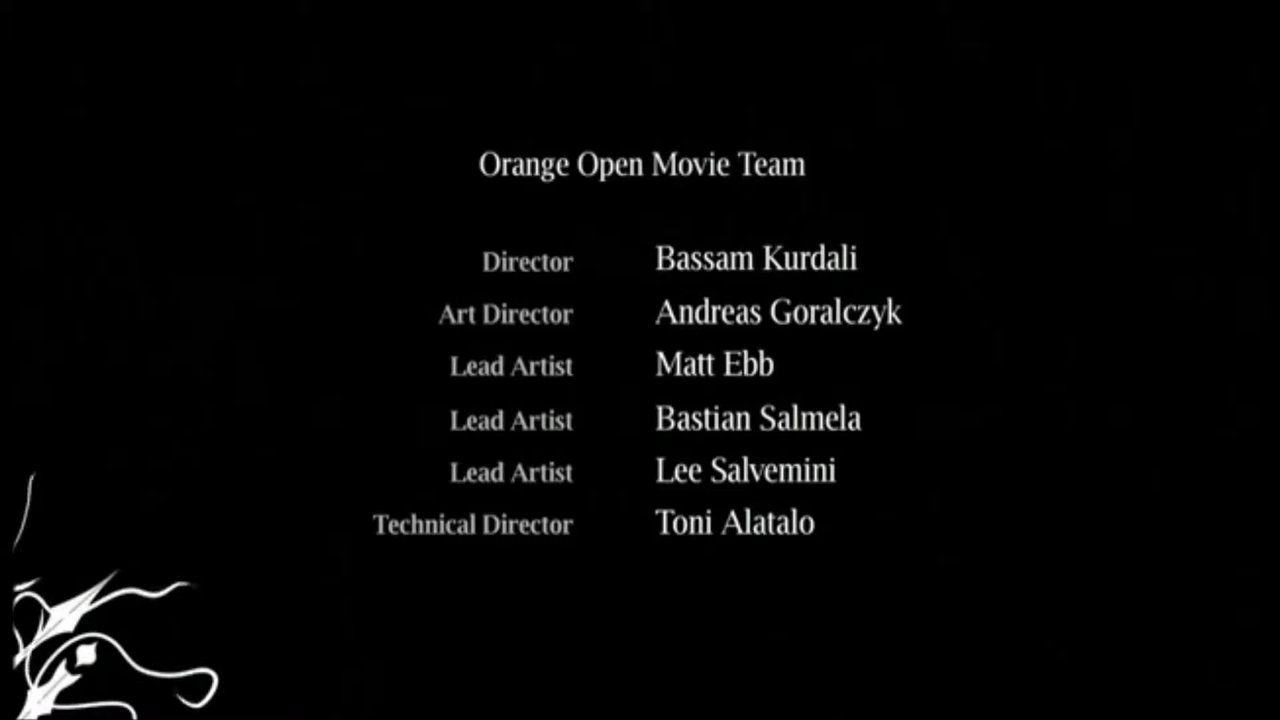 Orange Open Movie Team
Director Bassam Kurdali
Art Director Andreas Goralczyk
Lead Artist Matt Ebb
Lead Artist Bastian Salmela
Lead Artist Lee Salvemini
Technical Director Toni Alatalo